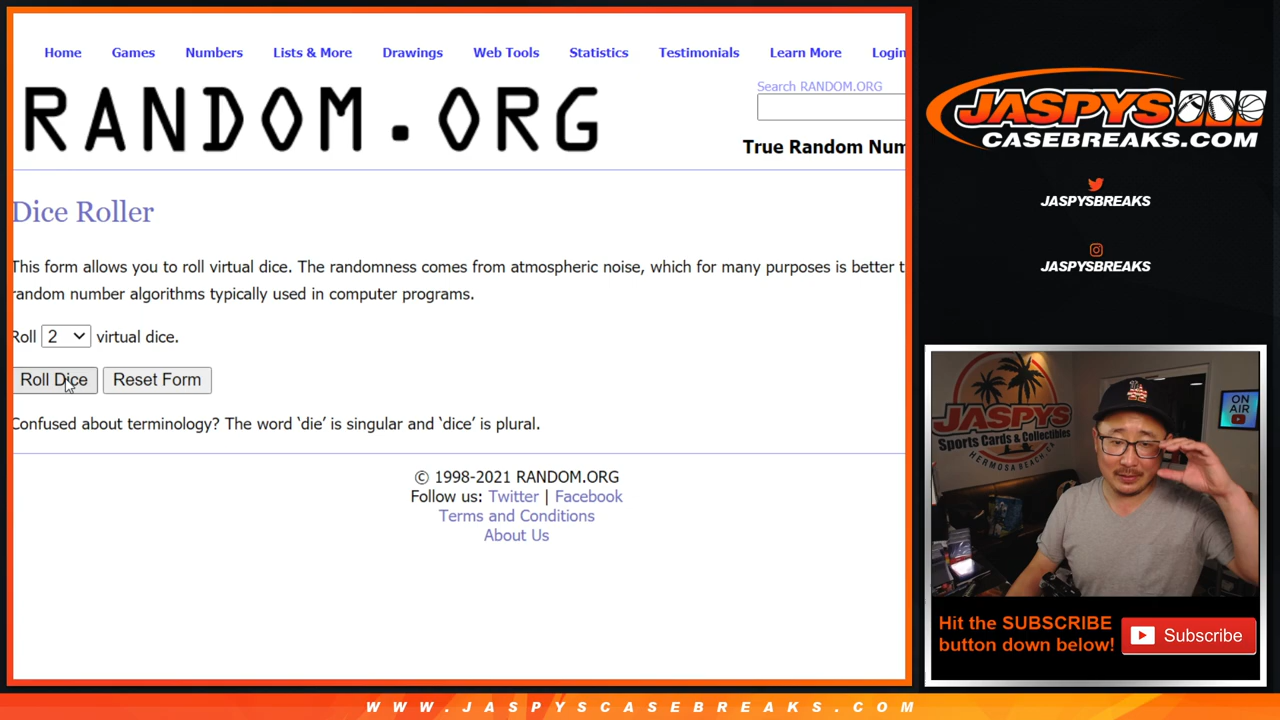 Home Games Numbers Lists & More Drawings Web Tools Statistics Testimonials Learn More Login
RANDOM.ORG
Search RANDOM.ORG
True Random Num
Dice Roller
This form allows you to roll virtual dice. The randomness comes from atmospheric noise, which for many purposes is better t
random number algorithms typically used in computer programs.
Roll 2 virtual dice.
Roll Dice Reset Form
Confused about terminology? The word ‘die’ is singular and ‘dice’ is plural.
© 1998-2021 RANDOM.ORG
Follow us: Twitter | Facebook
Terms and Conditions
About Us
JASPYS
CASEBREAKS.COM
JASPYSBREAKS
JASPYSBREAKS
JASPYS
Sports Cards & Collectibles
HERMOSA BEACH, CA
ON
AIR
Hit the SUBSCRIBE
button down below!
Subscribe
WWW.JASPYSCASEBREAKS.COM